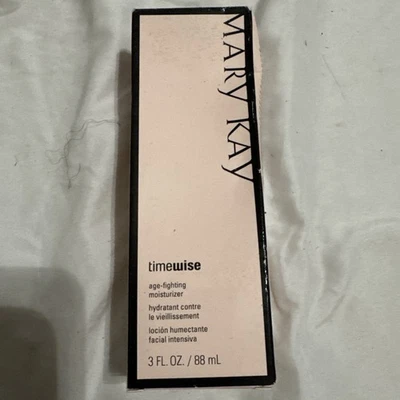 MARY KAY
timewise
age-fighting
moisturizer
hydratant contre
le vieillissement
loción humectante
facial intensiva
3 FL. OZ. / 88 mL